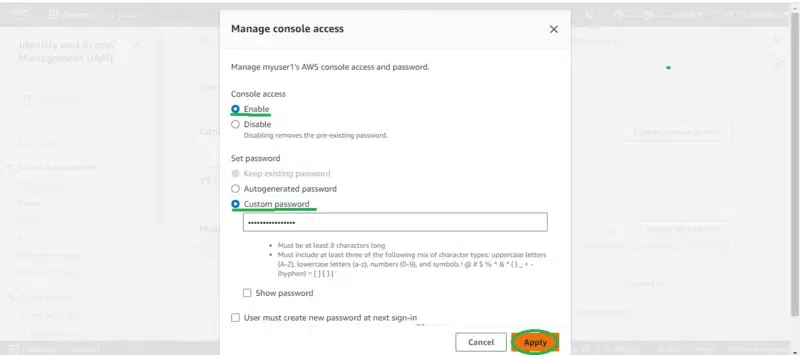 Manage console access
Identity and Access
Management (IAM)
Manage myuser1's AWS console access and password.
Console access
Enable
Disable
Disabling removes the pre-existing password.
Set password
Keep existing password
Autogenerated password
Custom password
••••••••••••••••
• Must be at least 8 characters long
• Must include at least three of the following mix of character types: uppercase letters
(A-Z), lowercase letters (a-z), numbers (0-9), and symbols ! @ # $ % ^ & * ( ) _ + -
(hyphen) = [ ] { } | '
Show password
User must create new password at next sign-in
Cancel
Apply